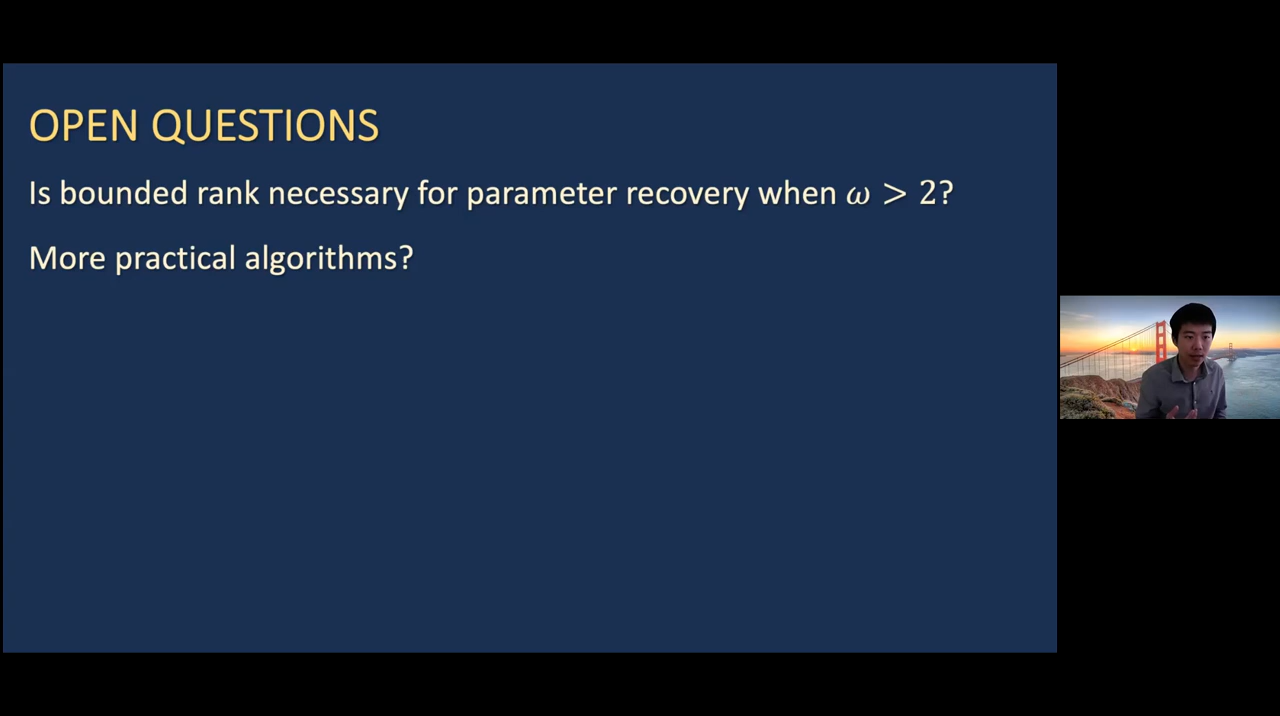 OPEN QUESTIONS
Is bounded rank necessary for parameter recovery when ω > 2?
More practical algorithms?